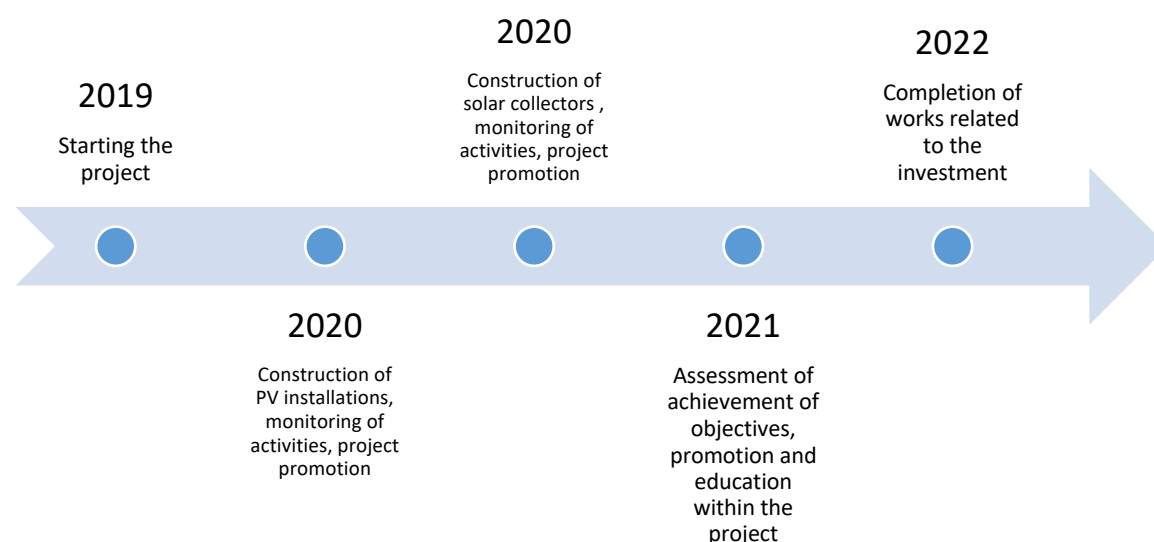 2019
Starting the
project
2020
Construction of
PV installations,
monitoring of
activities, project
promotion
2020
Construction of
solar collectors ,
monitoring of
activities, project
promotion
2021
Assessment of
achievement of
objectives,
promotion and
education
within the
project
2022
Completion of
works related
to the
investment